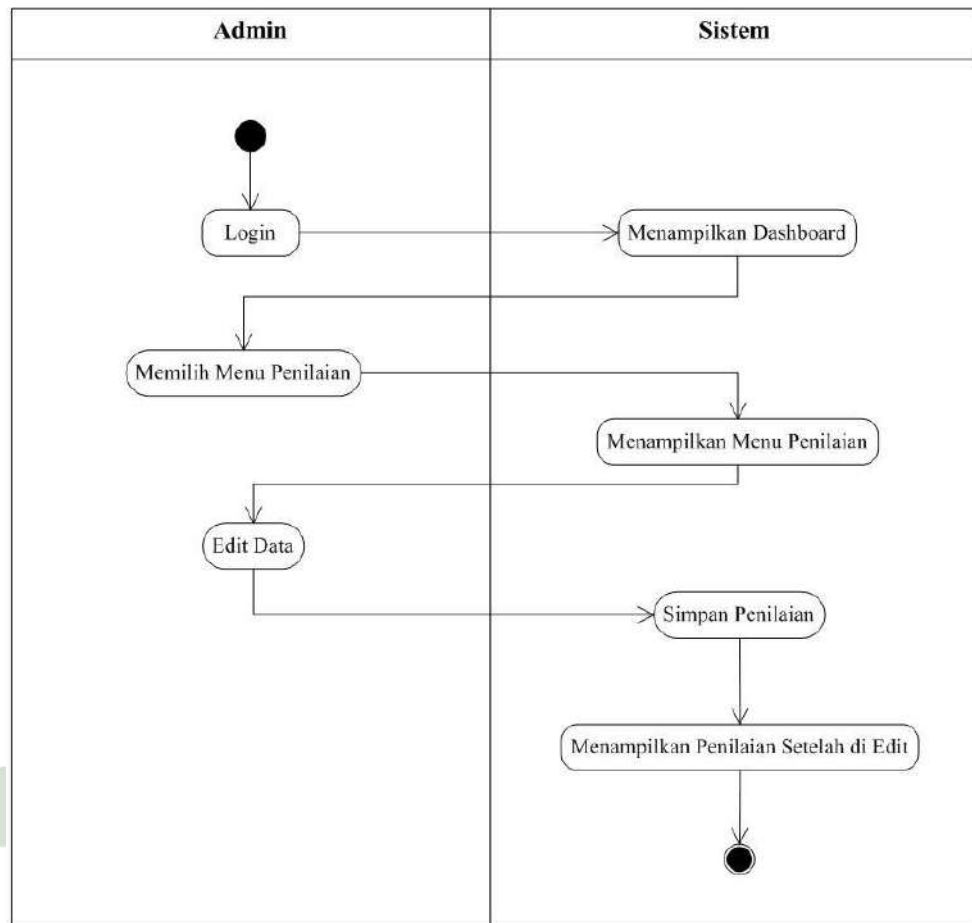 Admin
Sistem
Login
Menampilkan Dashboard
Memilih Menu Penilaian
Menampilkan Menu Penilaian
Edit Data
Simpan Penilaian
Menampilkan Penilaian Setelah di Edit